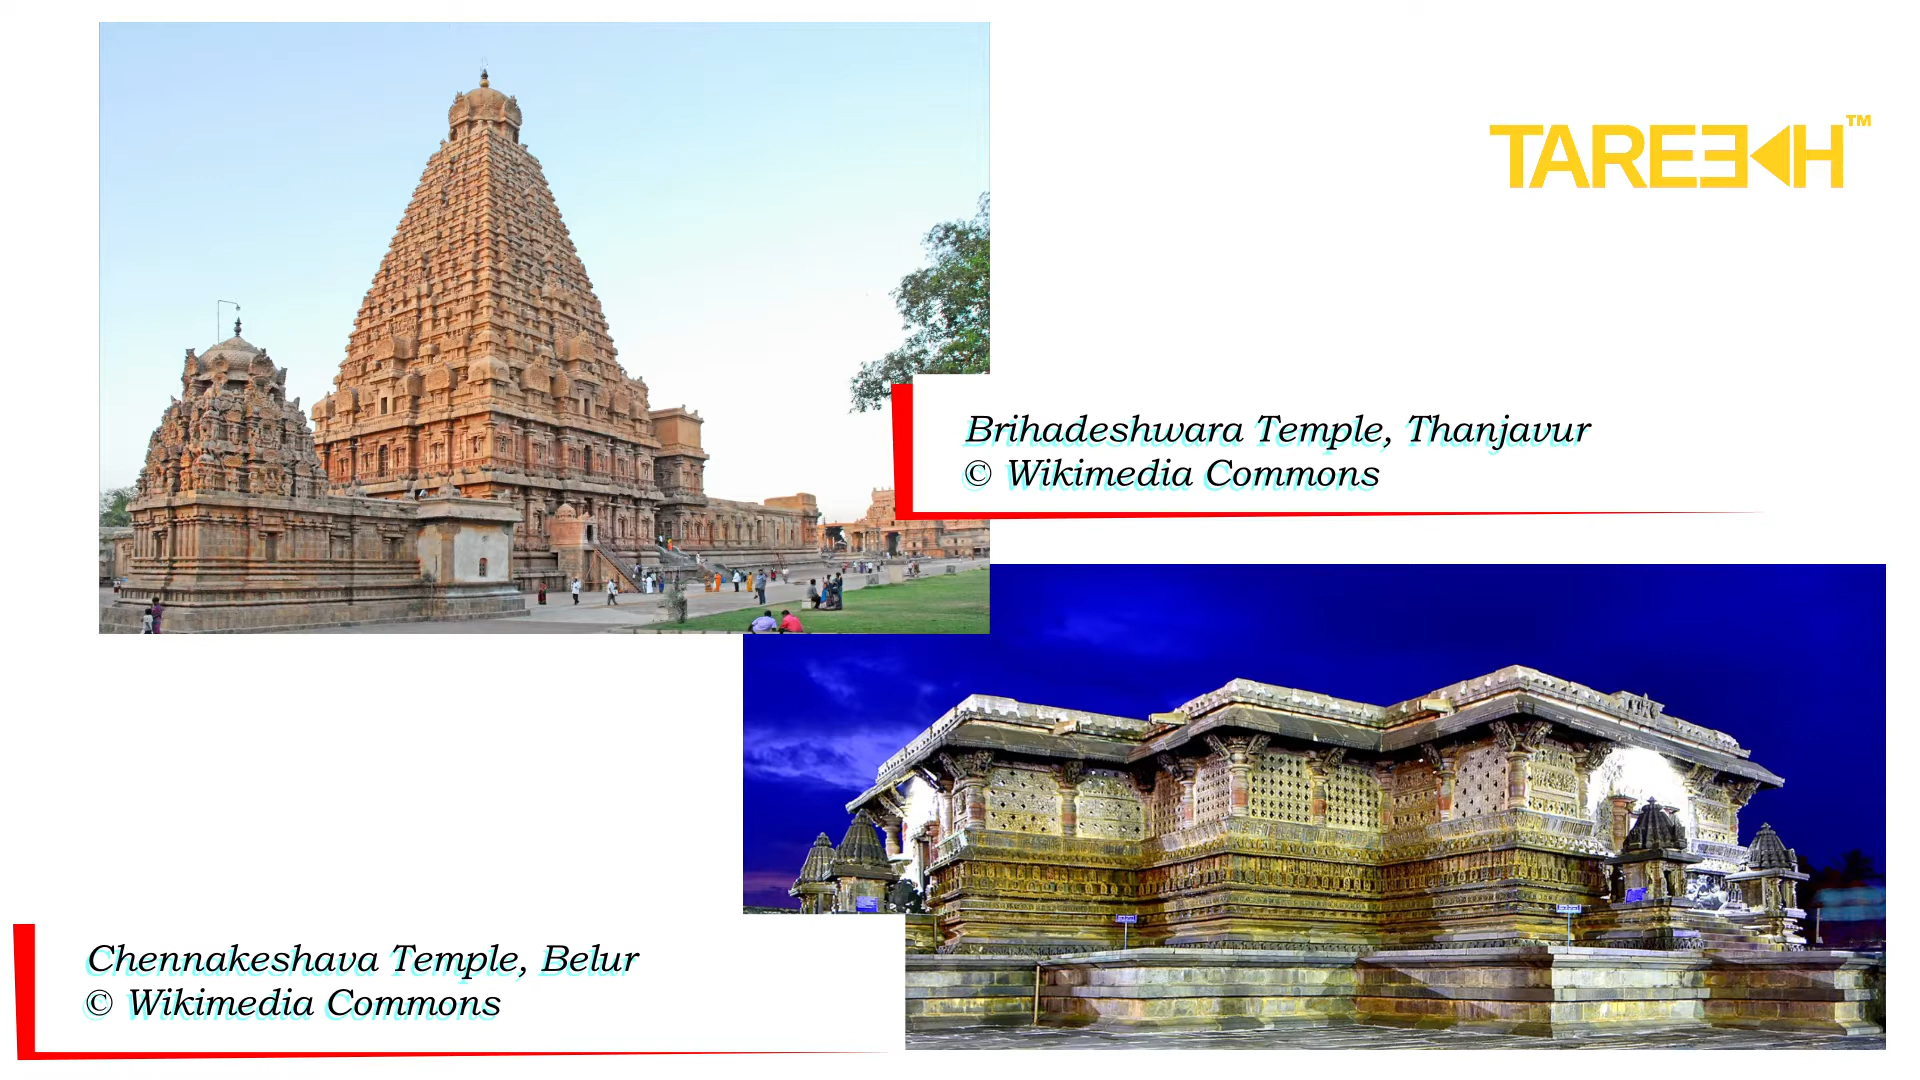 TAREEKH™
Brihadeshwara Temple, Thanjavur
© Wikimedia Commons
Chennakeshava Temple, Belur
© Wikimedia Commons